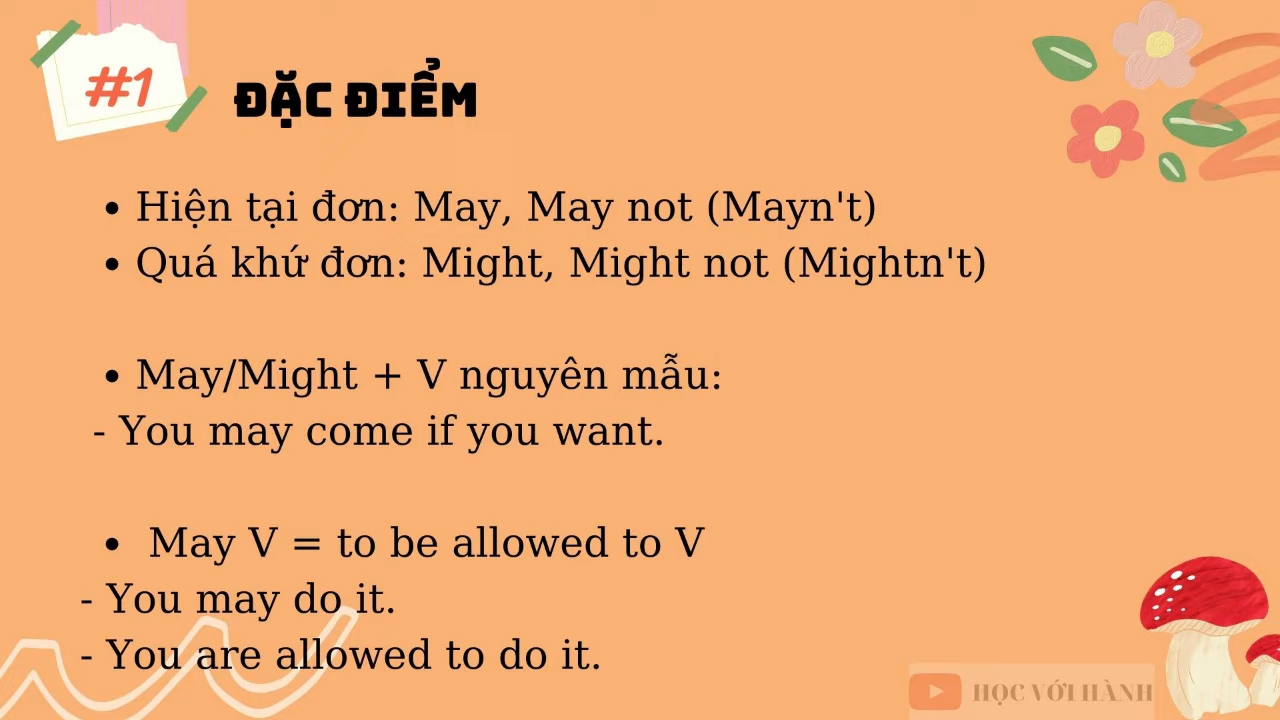 #1
ĐẶC ĐIỂM
• Hiện tại đơn: May, May not (Mayn't)
• Quá khứ đơn: Might, Might not (Mightn't)
• May/Might + V nguyên mẫu:
- You may come if you want.
• May V = to be allowed to V
- You may do it.
- You are allowed to do it.
HỌC VỚI HÀNH